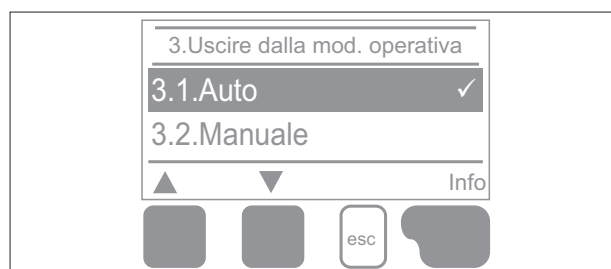 3.Uscire dalla mod. operativa
3.1.Auto ✓
3.2.Manuale
▲ ▼ Info
esc